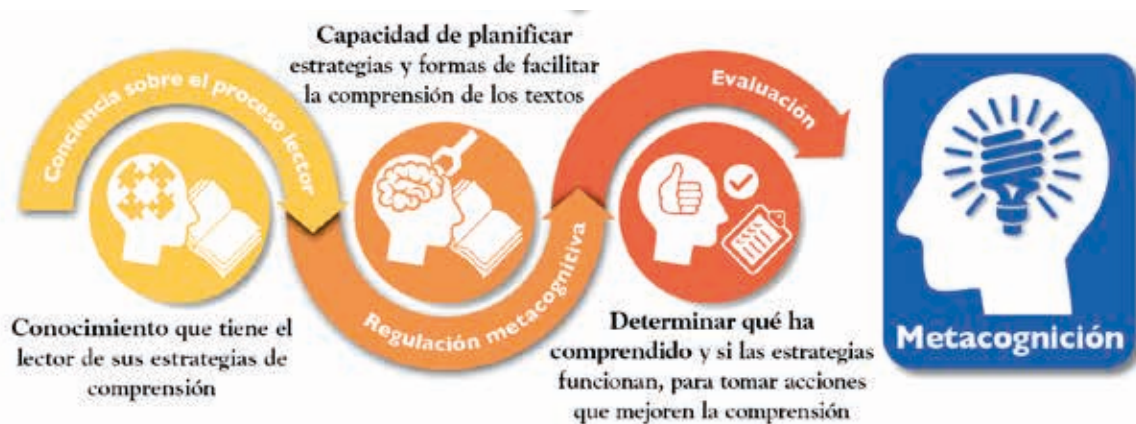 Conciencia sobre el proceso lector
Conocimiento que tiene el
lector de sus estrategias de
comprensión
Capacidad de planificar
estrategias y formas de facilitar
la comprensión de los textos
Regulación metacognitiva
Evaluación
Determinar qué ha
comprendido y si las estrategias
funcionan, para tomar acciones
que mejoren la comprensión
Metacognición